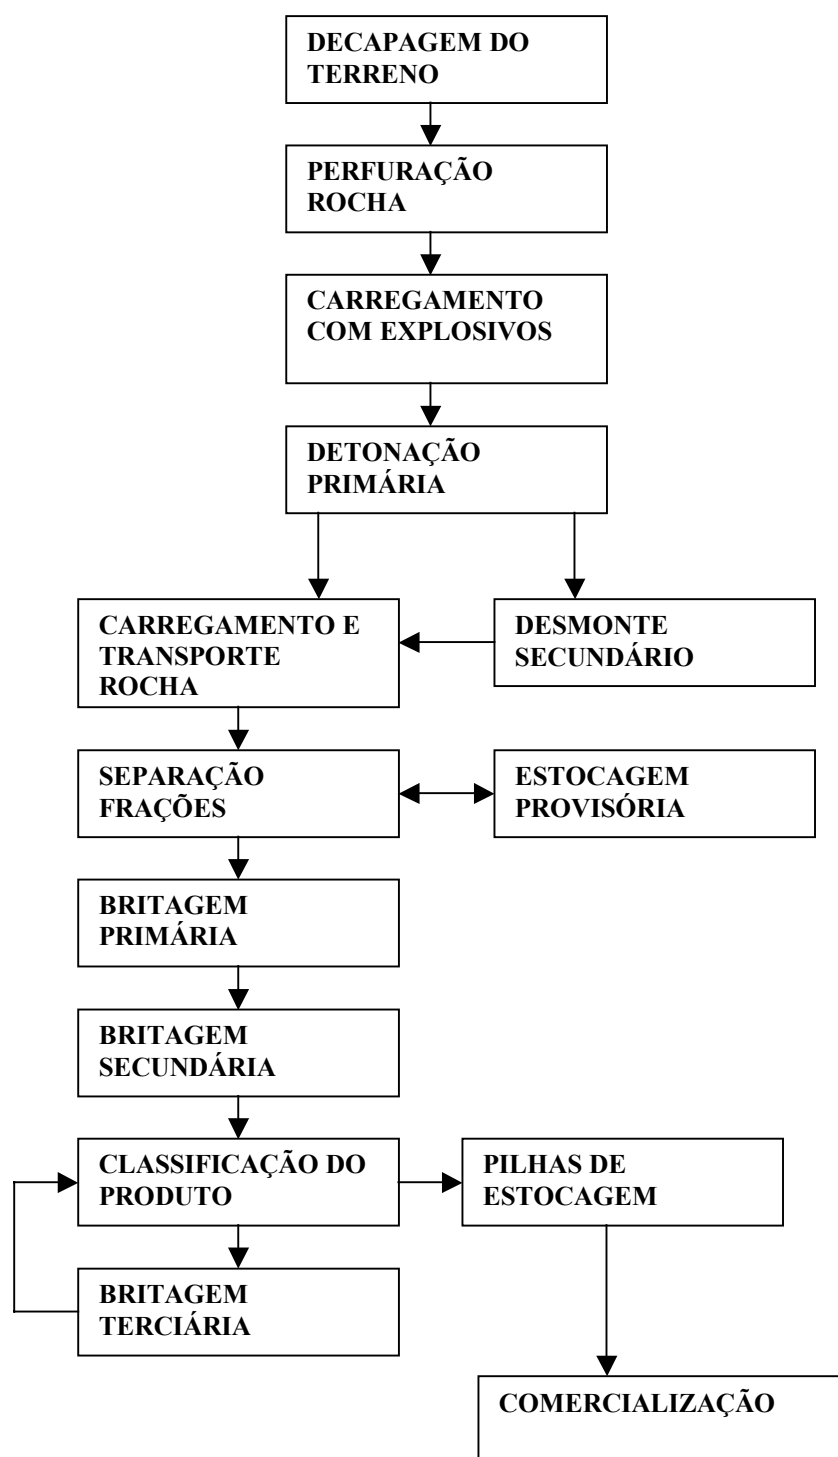 DECAPAGEM DO
TERRENO
PERFURAÇÃO
ROCHA
CARREGAMENTO
COM EXPLOSIVOS
DETONAÇÃO
PRIMÁRIA
CARREGAMENTO E
TRANSPORTE
ROCHA
DESMONTE
SECUNDÁRIO
SEPARAÇÃO
FRAÇÕES
ESTOCAGEM
PROVISÓRIA
BRITAGEM
PRIMÁRIA
BRITAGEM
SECUNDÁRIA
CLASSIFICAÇÃO DO
PRODUTO
PILHAS DE
ESTOCAGEM
BRITAGEM
TERCIÁRIA
COMERCIALIZAÇÃO